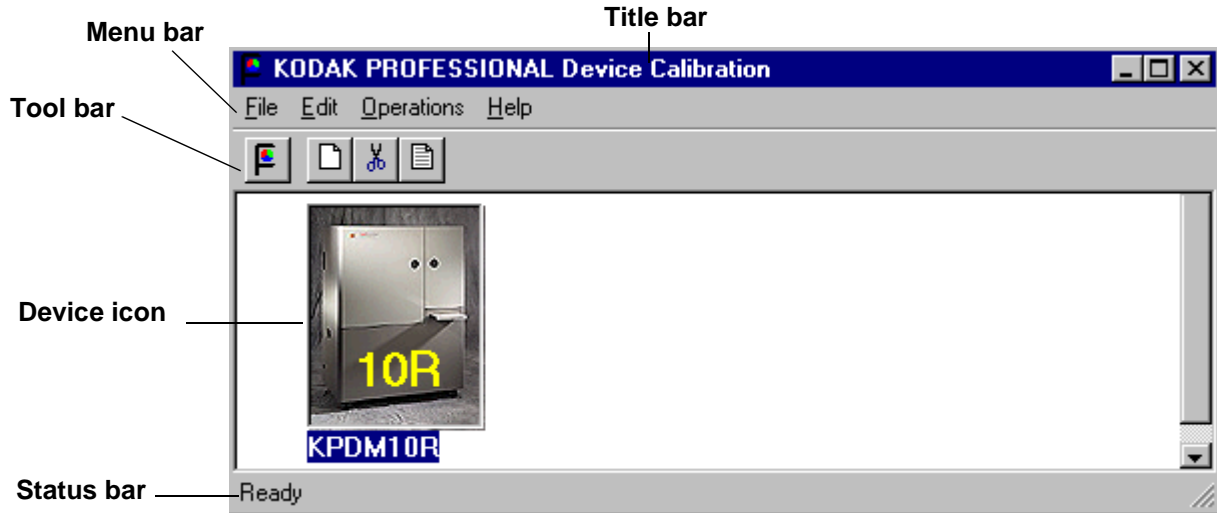 Title bar
Menu bar
KODAK PROFESSIONAL Device Calibration
File Edit Operations Help
Tool bar
Device icon
10R
KPDM10R
Status bar
Ready